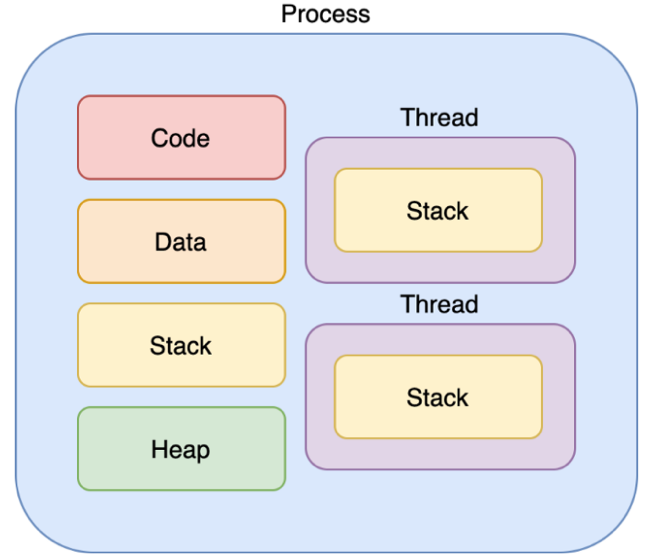 Process
Code
Data
Stack
Heap
Thread
Stack
Thread
Stack